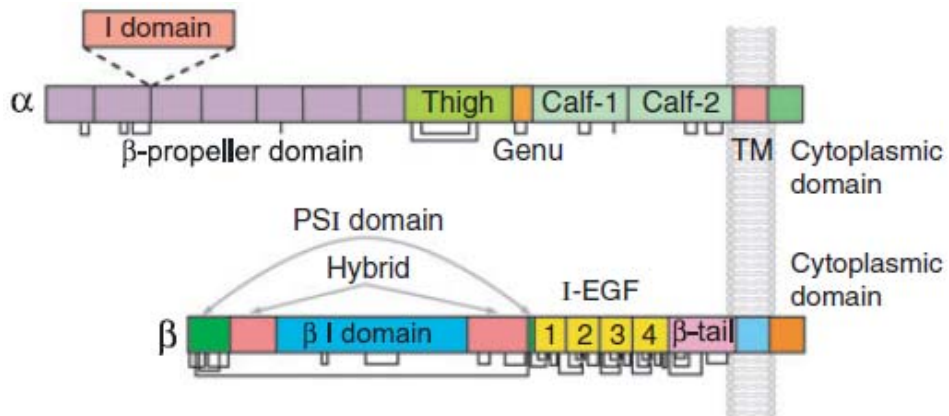 I domain
α
Thigh
Calf-1
Calf-2
β-propeller domain
Genu
TM
Cytoplasmic
domain
PSI domain
Hybrid
I-EGF
Cytoplasmic
domain
β
β I domain
1
2
3
4
β-tail